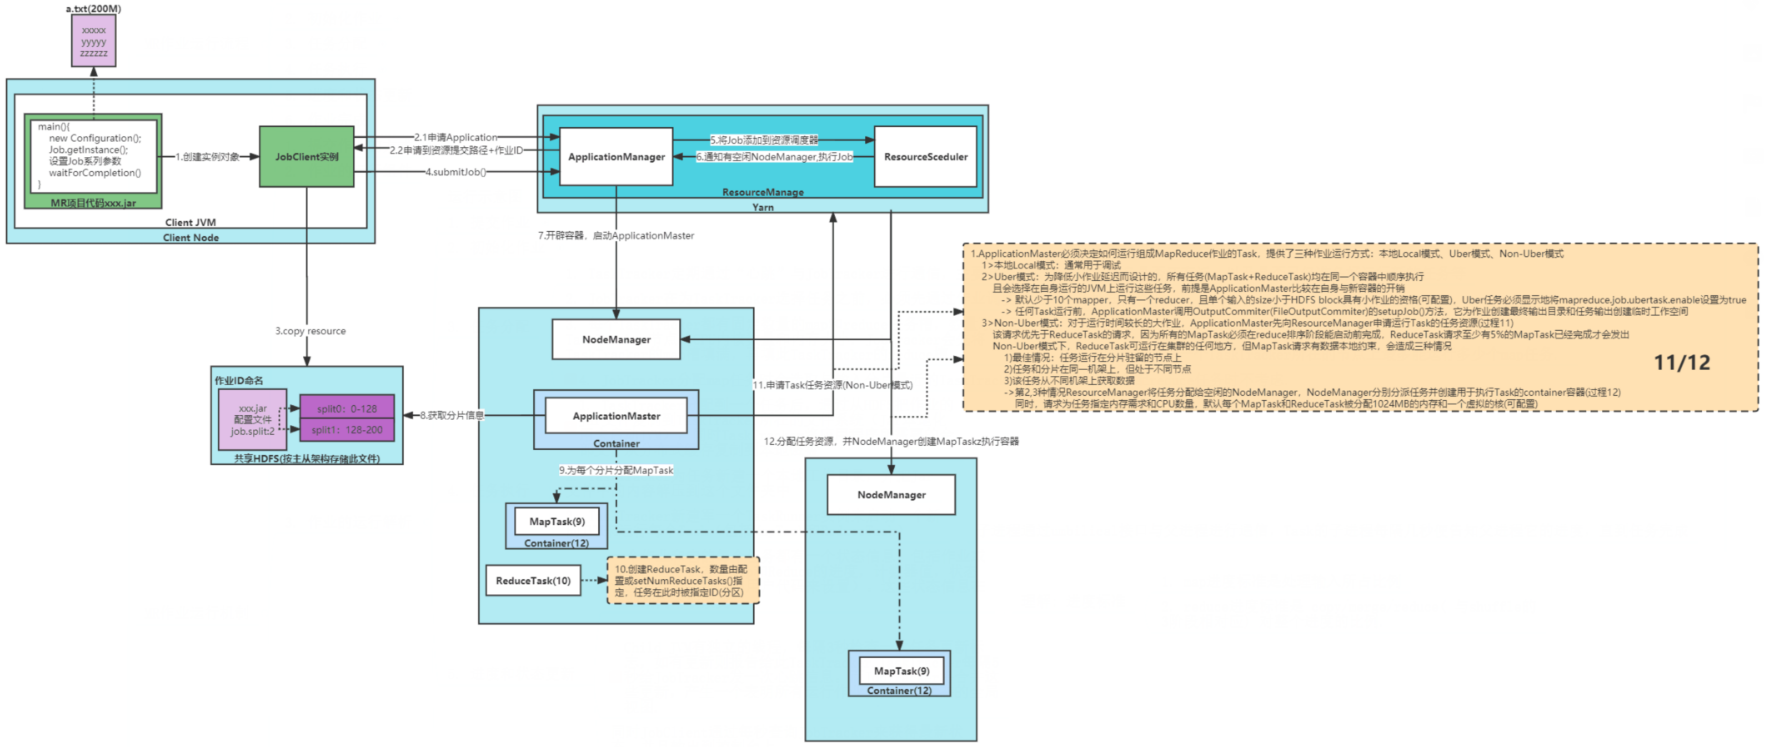 a.txt(200M)
xxxxx
yyyyy
zzzzzz
main(){
new Configuration();
Job.getInstance();
设置Job系列参数
waitForCompletion()
}
MR项目代码xxx.jar
1.创建实例对象
JobClient实例
Client JVM
Client Node
2.1申请Application
2.2申请到资源提交路径+作业ID
4.submitJob()
ApplicationManager
5.将Job添加到资源调度器
6.通知有空闲NodeManager,执行Job
ResourceSceduler
ResourceManage
Yarn
7.开辟容器，启动ApplicationMaster
3.copy resource
作业ID命名
xxx.jar
配置文件
job.split:2
split0：0-128
split1：128-200
共享HDFS(按主从架构存储此文件)
8.获取分片信息
NodeManager
ApplicationMaster
Container
9.为每个分片分配MapTask
MapTask(9)
Container(12)
ReduceTask(10)
10.创建ReduceTask，数量由配
置或setNumReduceTasks()指
定，任务在此时被指定ID(分区)
11.申请Task任务资源(Non-Uber模式)
12.分配任务资源，并NodeManager创建MapTaskz执行容器
NodeManager
MapTask(9)
Container(12)
1.ApplicationMaster必须决定如何运行组成MapReduce作业的Task，提供了三种作业运行方式：本地Local模式、Uber模式、Non-Uber模式
1>本地Local模式：通常用于调试
2>Uber模式：为降低小作业延迟而设计的，所有任务(MapTask+ReduceTask)均在同一个容器中顺序执行
且会选择在自身运行的JVM上运行这些任务，前提是ApplicationMaster比较在自身与新容器的开销
-> 默认少于10个mapper，只有一个reducer，且单个输入的size小于HDFS block具有小作业的资格(可配置)，Uber任务必须显示地将mapreduce.job.ubertask.enable设置为true
-> 任何Task运行前，ApplicationMaster调用OutputCommiter(FileOutputCommiter)的setupJob()方法，它为作业创建最终输出目录和任务输出创建临时工作空间
3>Non-Uber模式：对于运行时间较长的大作业，ApplicationMaster先向ResourceManager申请运行Task的任务资源(过程11)
该请求优先于ReduceTask的请求，因为所有的MapTask必须在reduce排序阶段能启动前完成，ReduceTask请求至少有5%的MapTask已经完成才会发出
Non-Uber模式下，ReduceTask可运行在集群的任何地方，但MapTask请求有数据本地约束，会造成三种情况
1)最佳情况：任务运行在分片驻留的节点上
2)任务和分片在同一机架上，但处于不同节点
3)该任务从不同机架上获取数据
->第2,3种情况ResourceManager将任务分配给空闲的NodeManager，NodeManager分别分派任务并创建用于执行Task的container容器(过程12)
同时，请求为任务指定内存需求和CPU数量，默认每个MapTask和ReduceTask被分配1024MB的内存和一个虚拟的核(可配置)
11/12